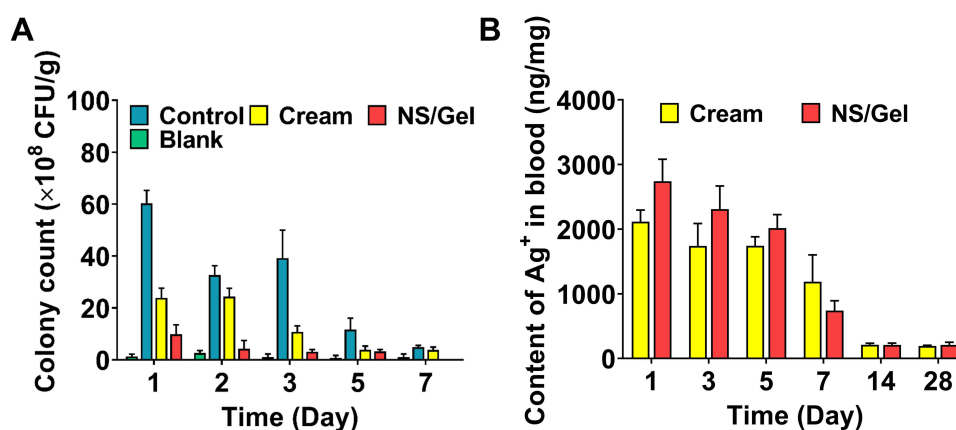 A
Colony count (×10⁸ CFU/g)
100
80
60
40
20
0
Control
Cream
NS/Gel
Blank
1 2 3 5 7
Time (Day)
B
Content of Ag⁺ in blood (ng/mg)
4000
3000
2000
1000
0
Cream
NS/Gel
1 3 5 7 14 28
Time (Day)